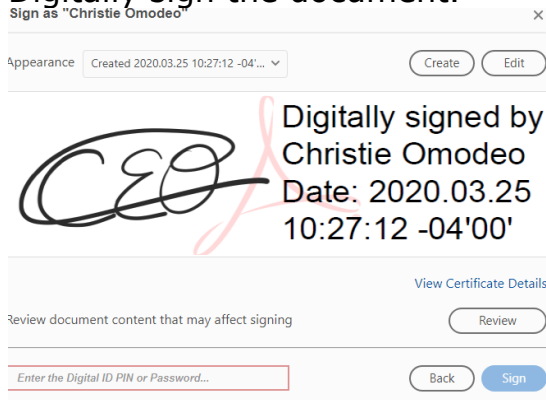 Digitally sign the document.
Sign as "Christie Omodeo"
Appearance Created 2020.03.25 10:27:12 -04'... Create Edit
CEO
Digitally signed by
Christie Omodeo
Date: 2020.03.25
10:27:12 -04'00'
View Certificate Details
Review document content that may affect signing Review
Enter the Digital ID PIN or Password... Back Sign